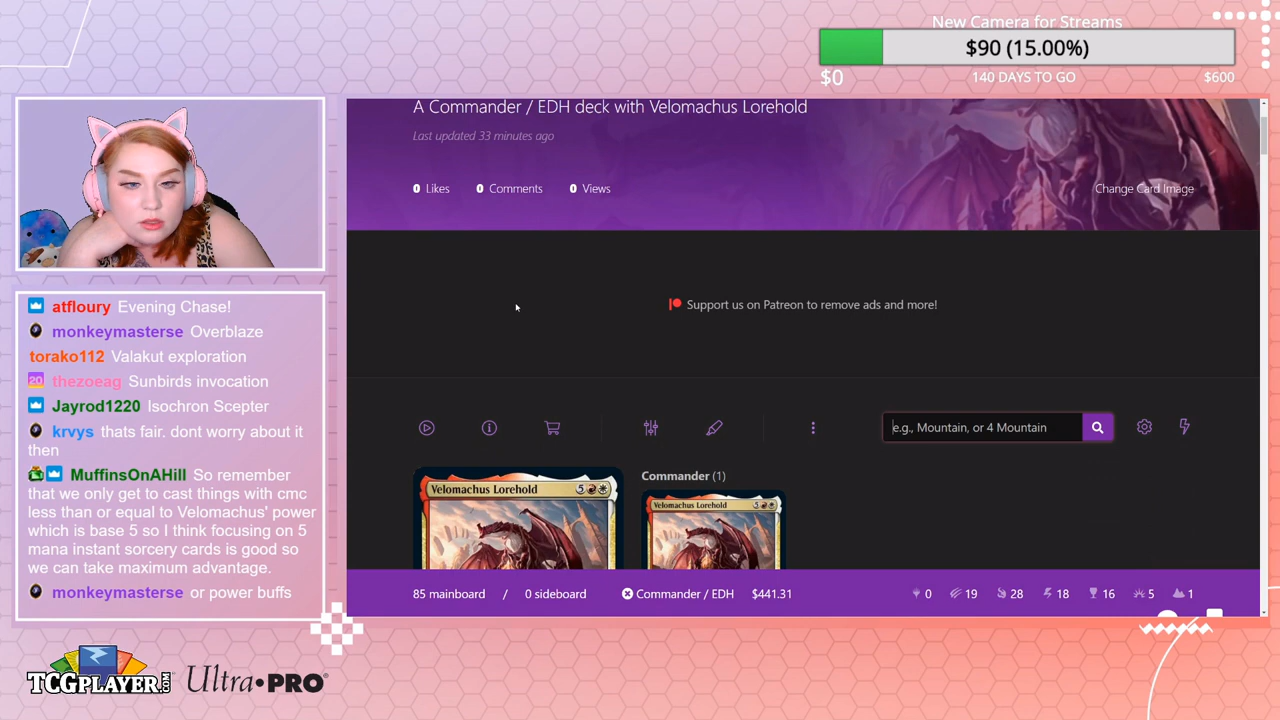 New Camera for Streams
$90 (15.00%)
$0
140 DAYS TO GO
$600
A Commander / EDH deck with Velomachus Lorehold
Last updated 33 minutes ago
0 Likes
0 Comments
0 Views
Change Card Image
Support us on Patreon to remove ads and more!
e.g., Mountain, or 4 Mountain
Velomachus Lorehold
5
Commander (1)
Velomachus Lorehold
5
85 mainboard / 0 sideboard
Commander / EDH
$441.31
0
19
28
18
16
5
1
atfloury Evening Chase!
monkeymasterse Overblaze
torako112 Valakut exploration
20 thezoeag Sunbirds invocation
Jayrod1220 Isochron Scepter
krvys thats fair. dont worry about it
then
MuffinsOnAHill So remember
that we only get to cast things with cmc
less than or equal to Velomachus' power
which is base 5 so I think focusing on 5
mana instant sorcery cards is good so
we can take maximum advantage.
monkeymasterse or power buffs
TCGPLAYER.COM
Ultra•PRO®